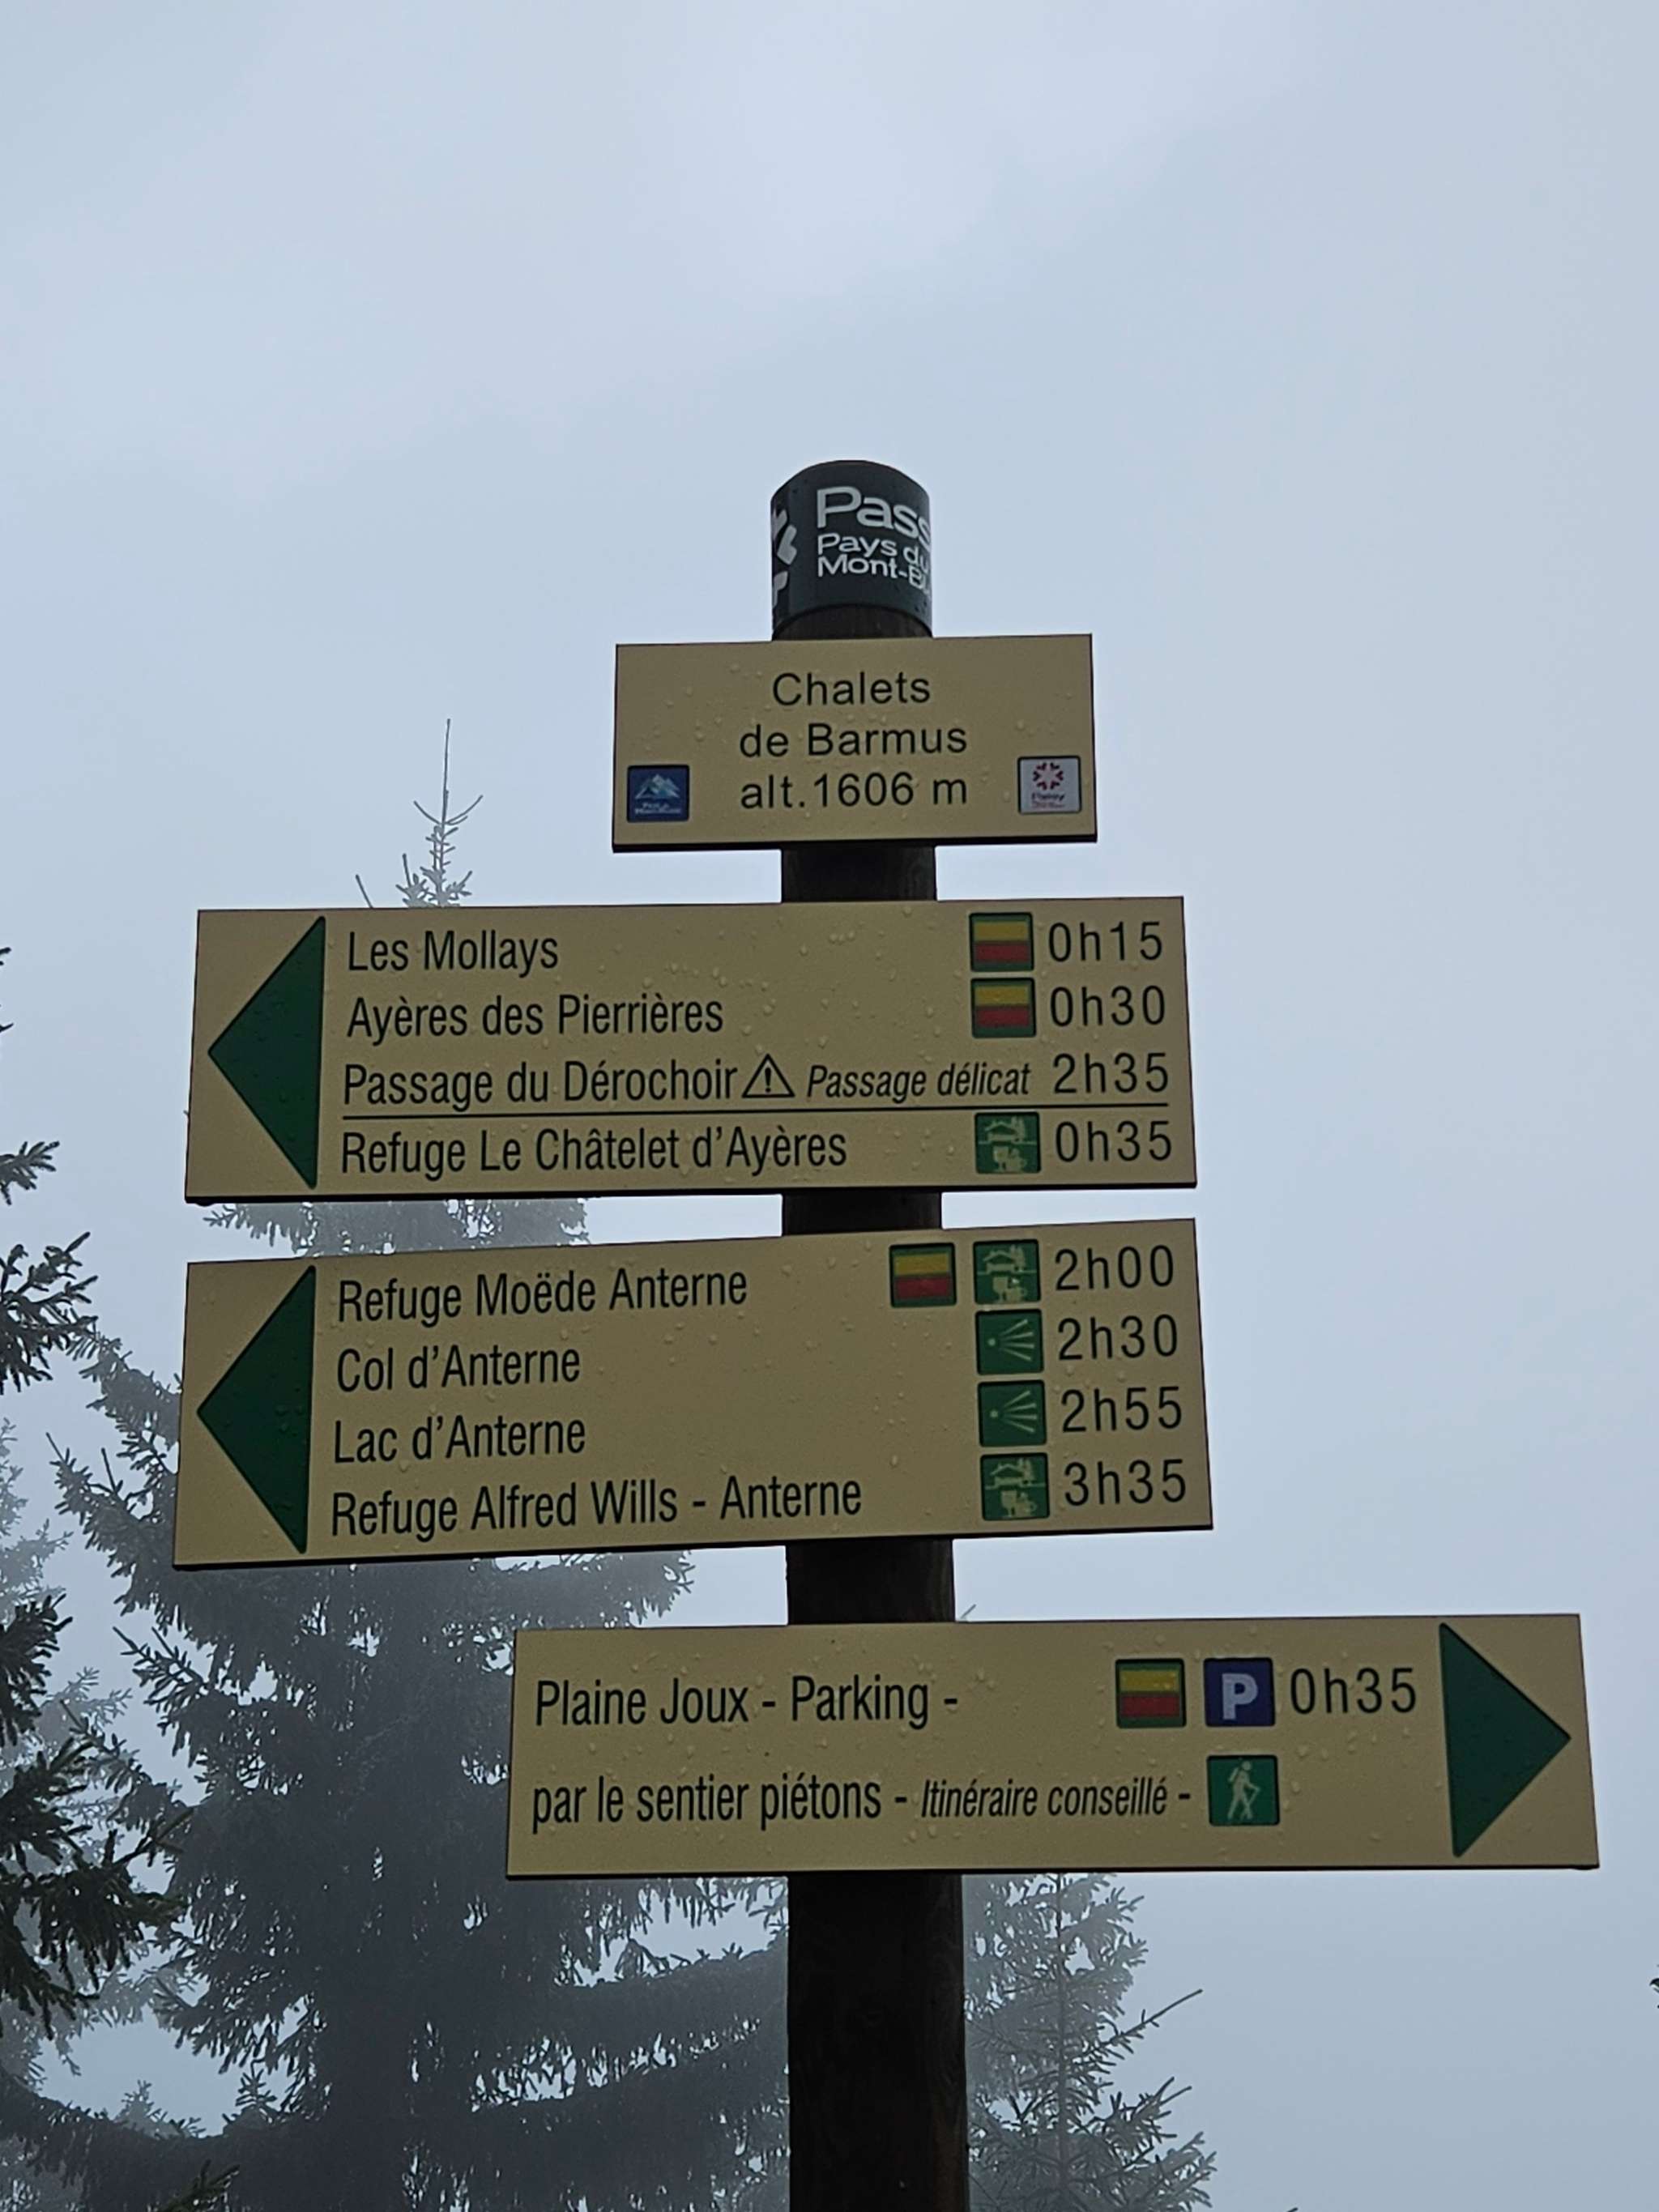 Pass
Pays du
Mont-Bl
Chalets
de Barmus
alt.1606 m
Les Mollays 0h15
Ayères des Pierrières 0h30
Passage du Dérochoir Passage délicat 2h35
Refuge Le Châtelet d'Ayères 0h35
Refuge Moëde Anterne 2h00
Col d'Anterne 2h30
Lac d'Anterne 2h55
Refuge Alfred Wills - Anterne 3h35
Plaine Joux - Parking - P 0h35
par le sentier piétons - Itinéraire conseillé -